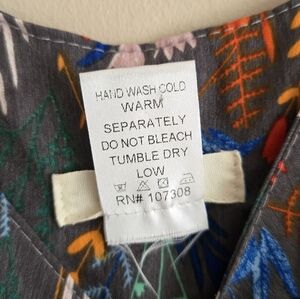 HAND WASH COLD
WARM
SEPARATELY
DO NOT BLEACH
TUMBLE DRY
LOW
RN# 107308